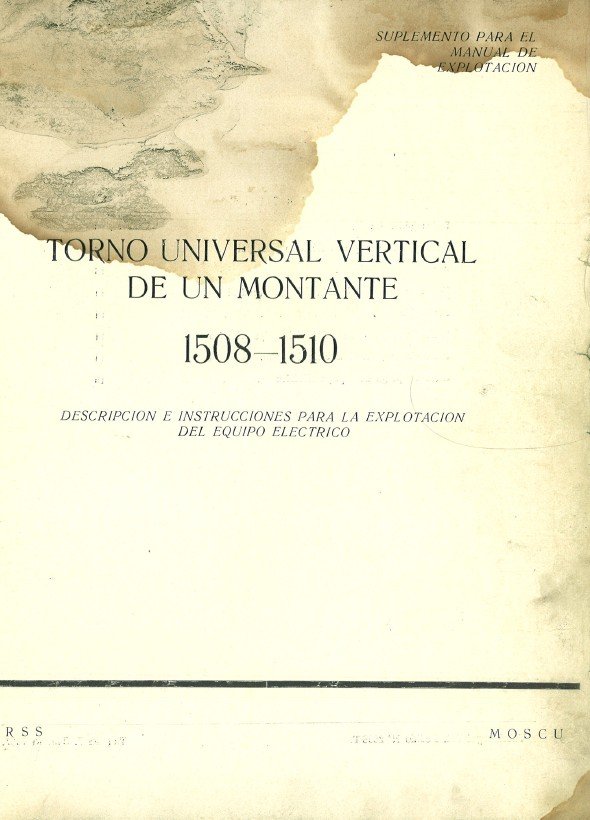 SUPLEMENTO PARA EL
MANUAL DE
EXPLOTACION
TORNO UNIVERSAL VERTICAL
DE UN MONTANTE
1508—1510
DESCRIPCION E INSTRUCCIONES PARA LA EXPLOTACION
DEL EQUIPO ELECTRICO
RSS
MOSCU